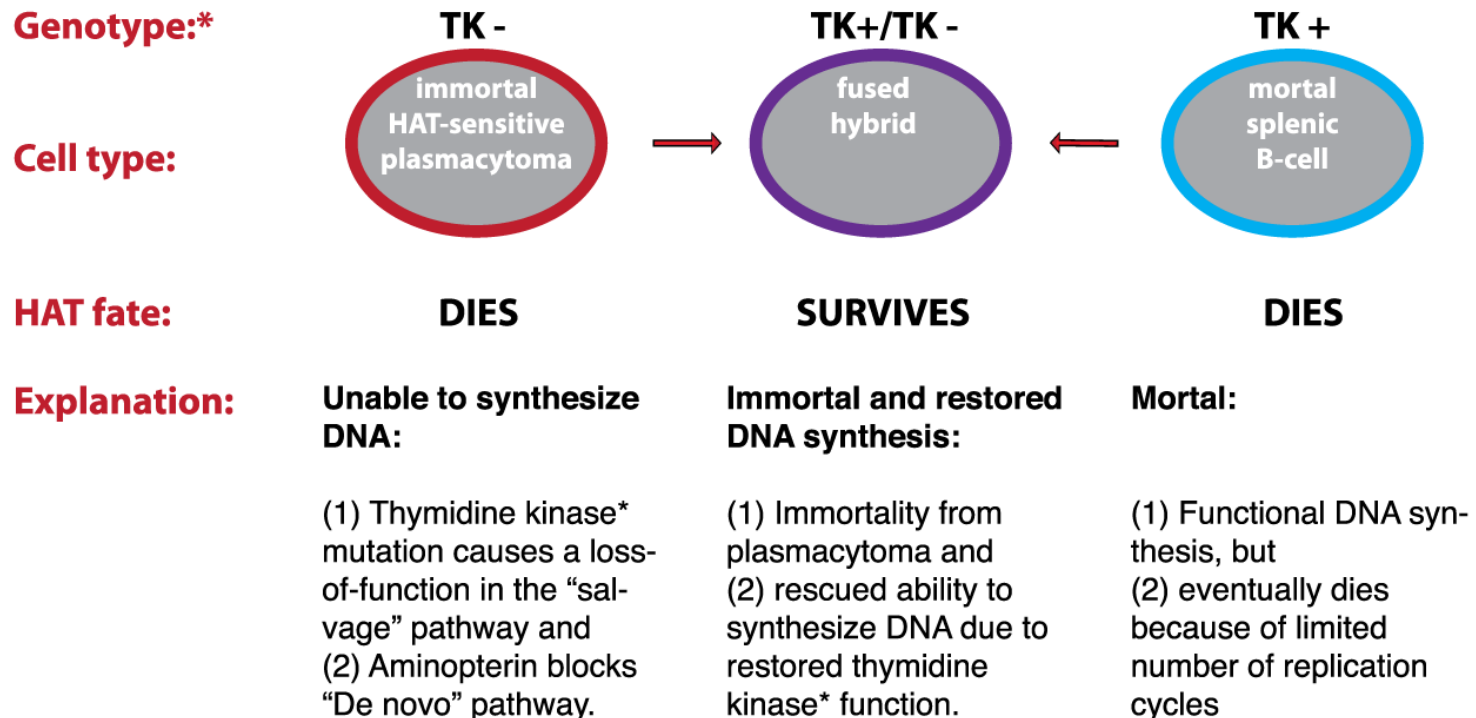 Genotype:* TK - TK+/TK - TK +
Cell type:
immortal
HAT-sensitive
plasmacytoma
fused
hybrid
mortal
splenic
B-cell
HAT fate: DIES SURVIVES DIES
Explanation:
Unable to synthesize
DNA:
(1) Thymidine kinase*
mutation causes a loss-
of-function in the “sal-
vage” pathway and
(2) Aminopterin blocks
“De novo” pathway.
Immortal and restored
DNA synthesis:
(1) Immortality from
plasmacytoma and
(2) rescued ability to
synthesize DNA due to
restored thymidine
kinase* function.
Mortal:
(1) Functional DNA syn-
thesis, but
(2) eventually dies
because of limited
number of replication
cycles